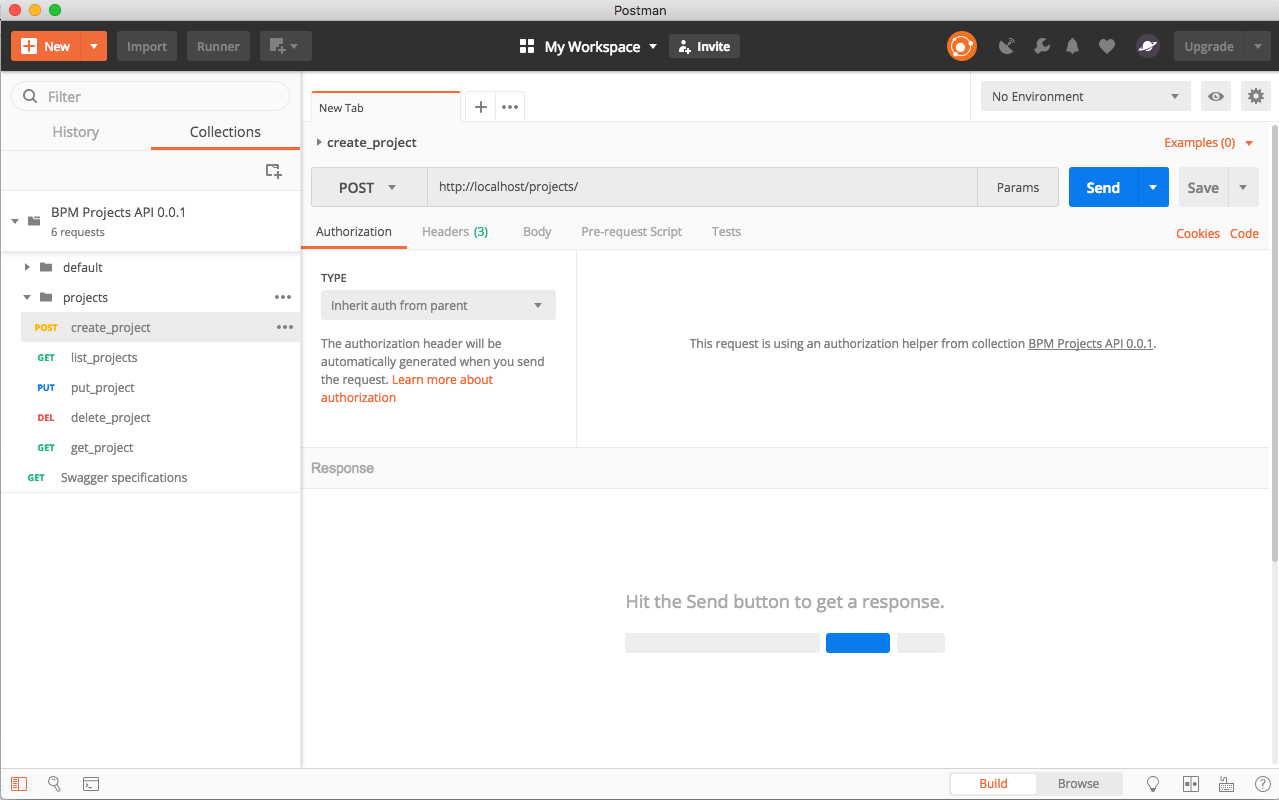 Postman
New
Import
Runner
My Workspace
Invite
Upgrade
Filter
History
Collections
BPM Projects API 0.0.1
6 requests
default
projects
POST create_project
GET list_projects
PUT put_project
DEL delete_project
GET get_project
GET Swagger specifications
New Tab
No Environment
create_project
Examples (0)
POST
http://localhost/projects/
Params
Send
Save
Authorization
Headers (3)
Body
Pre-request Script
Tests
Cookies
Code
TYPE
Inherit auth from parent
The authorization header will be
automatically generated when you send
the request. Learn more about
authorization
This request is using an authorization helper from collection BPM Projects API 0.0.1.
Response
Hit the Send button to get a response.
Build
Browse